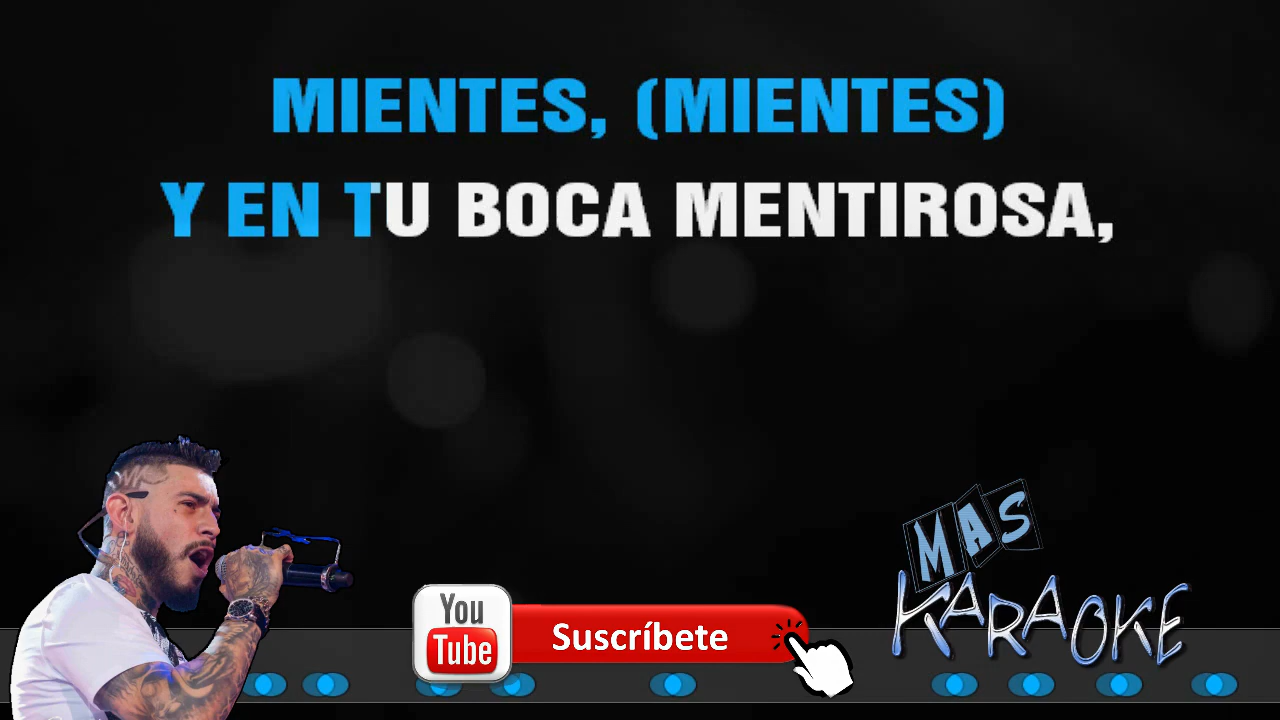 MIENTES, (MIENTES)
Y EN TU BOCA MENTIROSA,
MAS
KARAOKE
You
Tube
Suscríbete